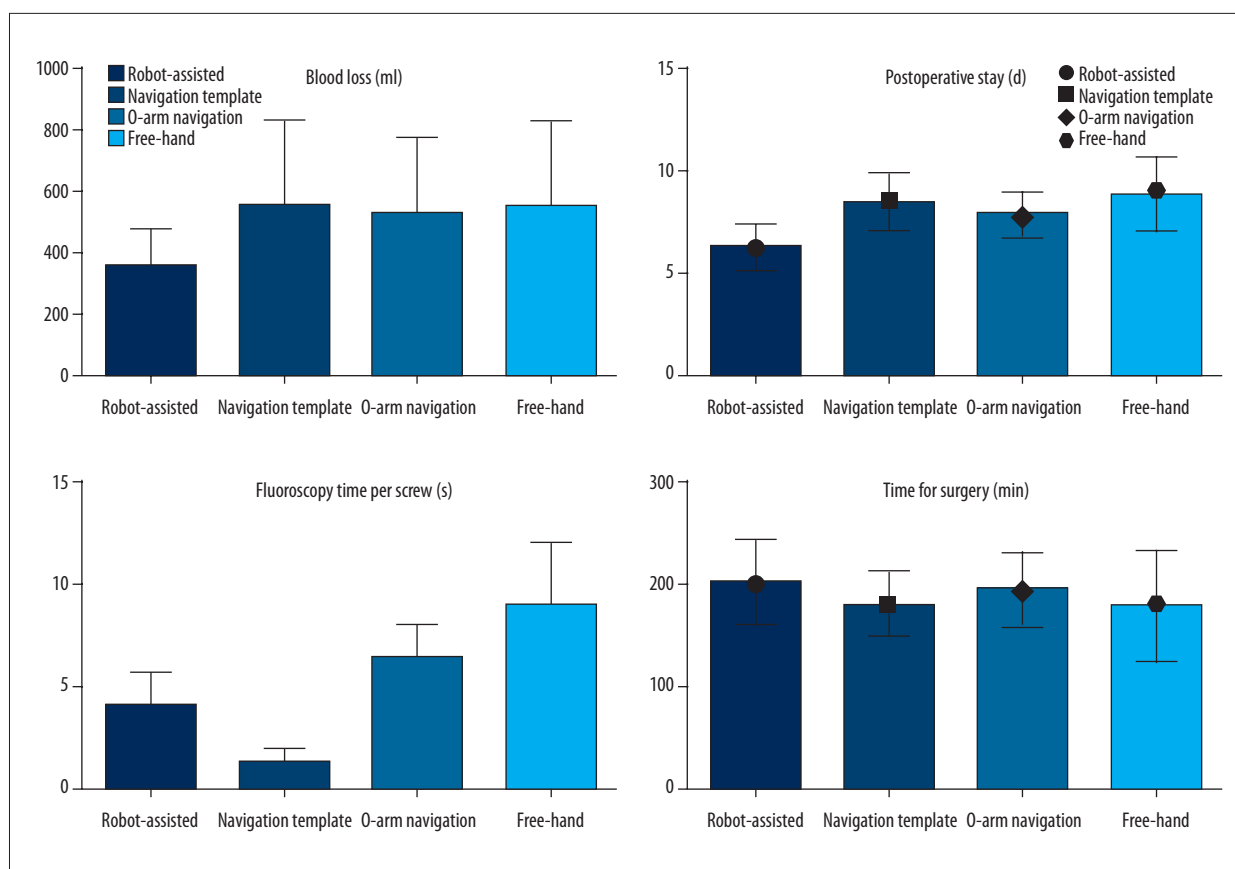 Blood loss (ml)
1000
800
600
400
200
0
Robot-assisted
Navigation template
O-arm navigation
Free-hand
Robot-assisted
Navigation template
O-arm navigation
Free-hand
Postoperative stay (d)
15
10
5
0
Robot-assisted
Navigation template
O-arm navigation
Free-hand
Robot-assisted
Navigation template
O-arm navigation
Free-hand
Fluoroscopy time per screw (s)
15
10
5
0
Robot-assisted
Navigation template
O-arm navigation
Free-hand
Time for surgery (min)
300
200
100
0
Robot-assisted
Navigation template
O-arm navigation
Free-hand